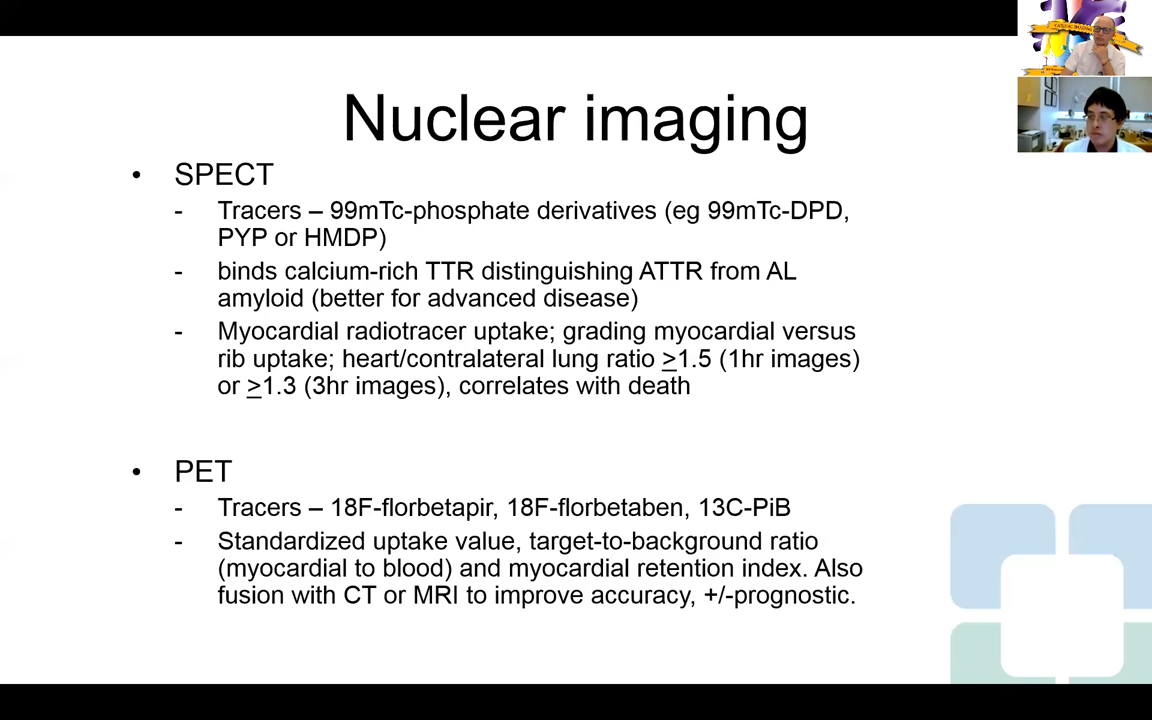 Nuclear imaging
• SPECT
- Tracers – 99mTc-phosphate derivatives (eg 99mTc-DPD,
PYP or HMDP)
- binds calcium-rich TTR distinguishing ATTR from AL
amyloid (better for advanced disease)
- Myocardial radiotracer uptake; grading myocardial versus
rib uptake; heart/contralateral lung ratio ≥1.5 (1hr images)
or ≥1.3 (3hr images), correlates with death
• PET
- Tracers – 18F-florbetapir, 18F-florbetaben, 13C-PiB
- Standardized uptake value, target-to-background ratio
(myocardial to blood) and myocardial retention index. Also
fusion with CT or MRI to improve accuracy, +/-prognostic.